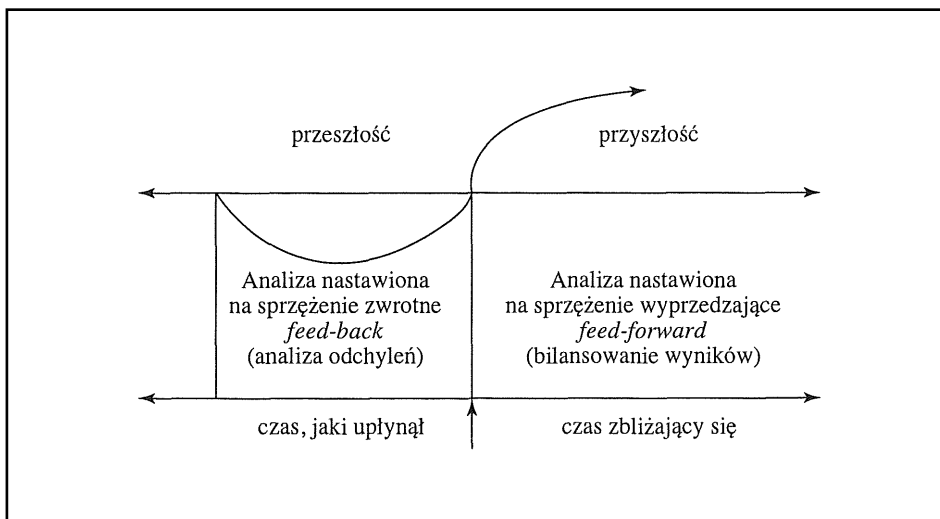 przeszłość
przyszłość
Analiza nastawiona
na sprzężenie zwrotne
feed-back
(analiza odchyleń)
Analiza nastawiona
na sprzężenie wyprzedzające
feed-forward
(bilansowanie wyników)
czas, jaki upłynął
czas zbliżający się